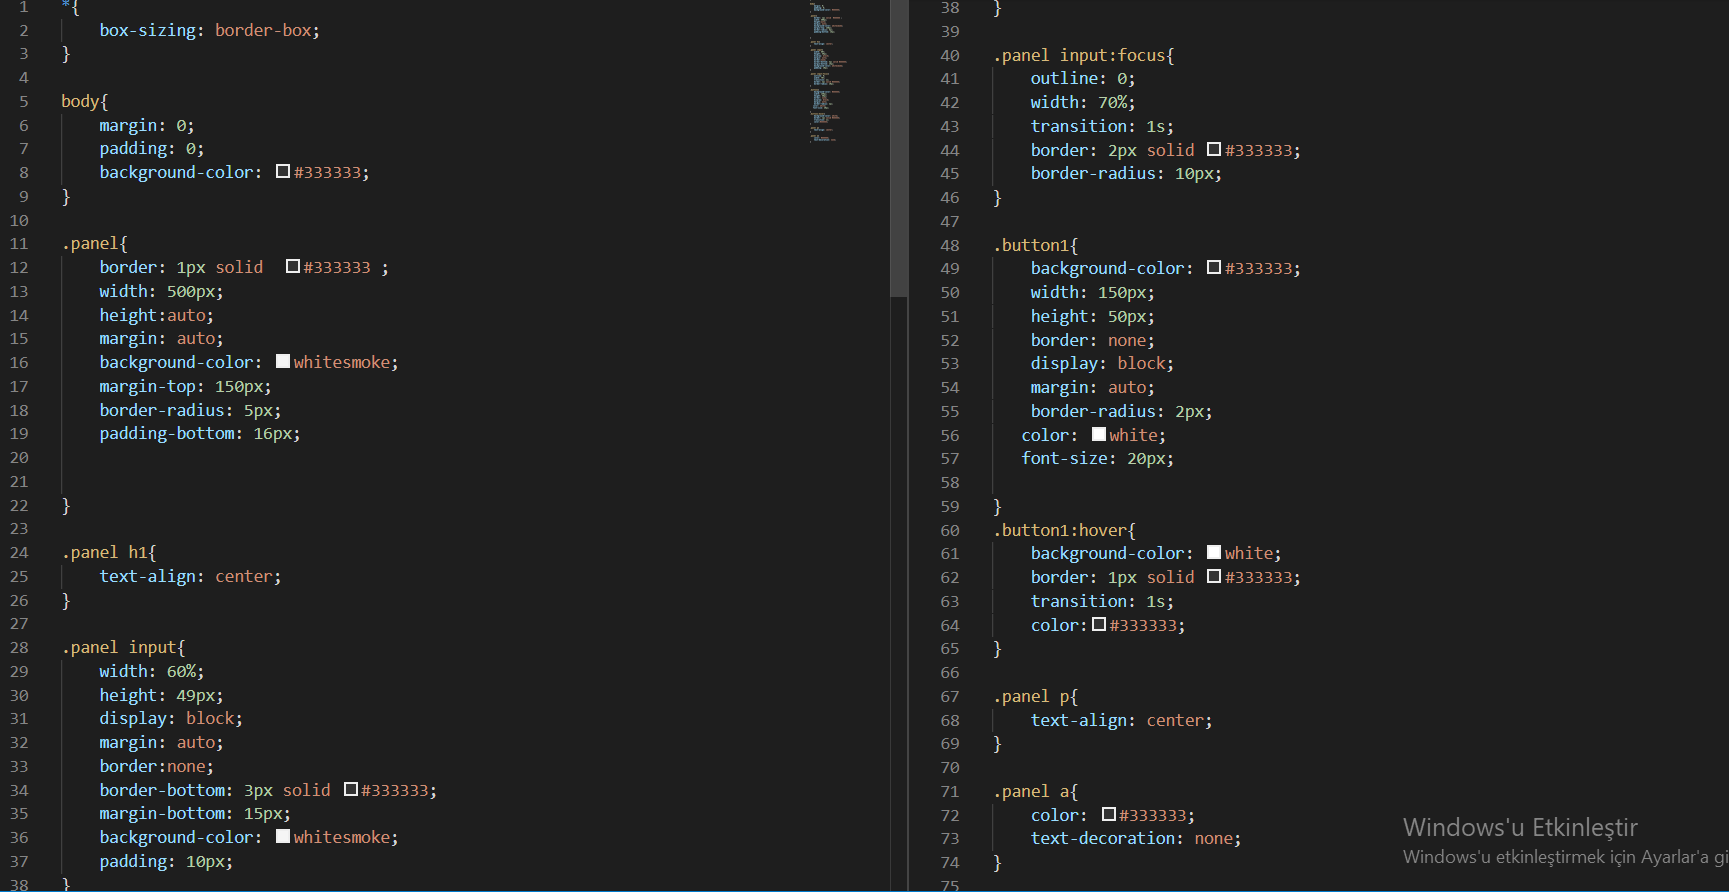 1 *{
2 box-sizing: border-box;
3 }
4
5 body{
6 margin: 0;
7 padding: 0;
8 background-color: #333333;
9 }
10
11 .panel{
12 border: 1px solid #333333 ;
13 width: 500px;
14 height:auto;
15 margin: auto;
16 background-color: whitesmoke;
17 margin-top: 150px;
18 border-radius: 5px;
19 padding-bottom: 16px;
20
21
22 }
23
24 .panel h1{
25 text-align: center;
26 }
27
28 .panel input{
29 width: 60%;
30 height: 49px;
31 display: block;
32 margin: auto;
33 border:none;
34 border-bottom: 3px solid #333333;
35 margin-bottom: 15px;
36 background-color: whitesmoke;
37 padding: 10px;
38 }
38 }
39
40 .panel input:focus{
41 outline: 0;
42 width: 70%;
43 transition: 1s;
44 border: 2px solid #333333;
45 border-radius: 10px;
46 }
47
48 .button1{
49 background-color: #333333;
50 width: 150px;
51 height: 50px;
52 border: none;
53 display: block;
54 margin: auto;
55 border-radius: 2px;
56 color: white;
57 font-size: 20px;
58
59 }
60 .button1:hover{
61 background-color: white;
62 border: 1px solid #333333;
63 transition: 1s;
64 color: #333333;
65 }
66
67 .panel p{
68 text-align: center;
69 }
70
71 .panel a{
72 color: #333333;
73 text-decoration: none;
74 }
75
Windows'u Etkinleştir
Windows'u etkinleştirmek için Ayarlar'a gi